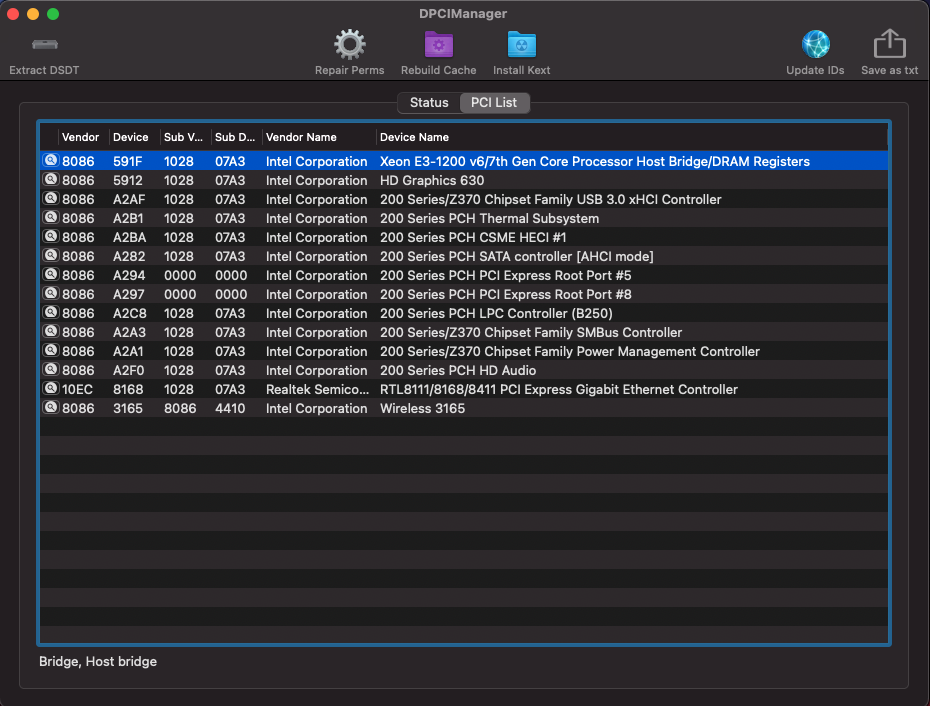 DPCIManager
Extract DSDT Repair Perms Rebuild Cache Install Kext Update IDs Save as txt
Status PCI List
Vendor Device Sub V... Sub D... Vendor Name Device Name
8086 591F 1028 07A3 Intel Corporation Xeon E3-1200 v6/7th Gen Core Processor Host Bridge/DRAM Registers
8086 5912 1028 07A3 Intel Corporation HD Graphics 630
8086 A2AF 1028 07A3 Intel Corporation 200 Series/Z370 Chipset Family USB 3.0 xHCI Controller
8086 A2B1 1028 07A3 Intel Corporation 200 Series PCH Thermal Subsystem
8086 A2BA 1028 07A3 Intel Corporation 200 Series PCH CSME HECI #1
8086 A282 1028 07A3 Intel Corporation 200 Series PCH SATA controller [AHCI mode]
8086 A294 0000 0000 Intel Corporation 200 Series PCH PCI Express Root Port #5
8086 A297 0000 0000 Intel Corporation 200 Series PCH PCI Express Root Port #8
8086 A2C8 1028 07A3 Intel Corporation 200 Series PCH LPC Controller (B250)
8086 A2A3 1028 07A3 Intel Corporation 200 Series/Z370 Chipset Family SMBus Controller
8086 A2A1 1028 07A3 Intel Corporation 200 Series/Z370 Chipset Family Power Management Controller
8086 A2F0 1028 07A3 Intel Corporation 200 Series PCH HD Audio
10EC 8168 1028 07A3 Realtek Semico... RTL8111/8168/8411 PCI Express Gigabit Ethernet Controller
8086 3165 8086 4410 Intel Corporation Wireless 3165
Bridge, Host bridge